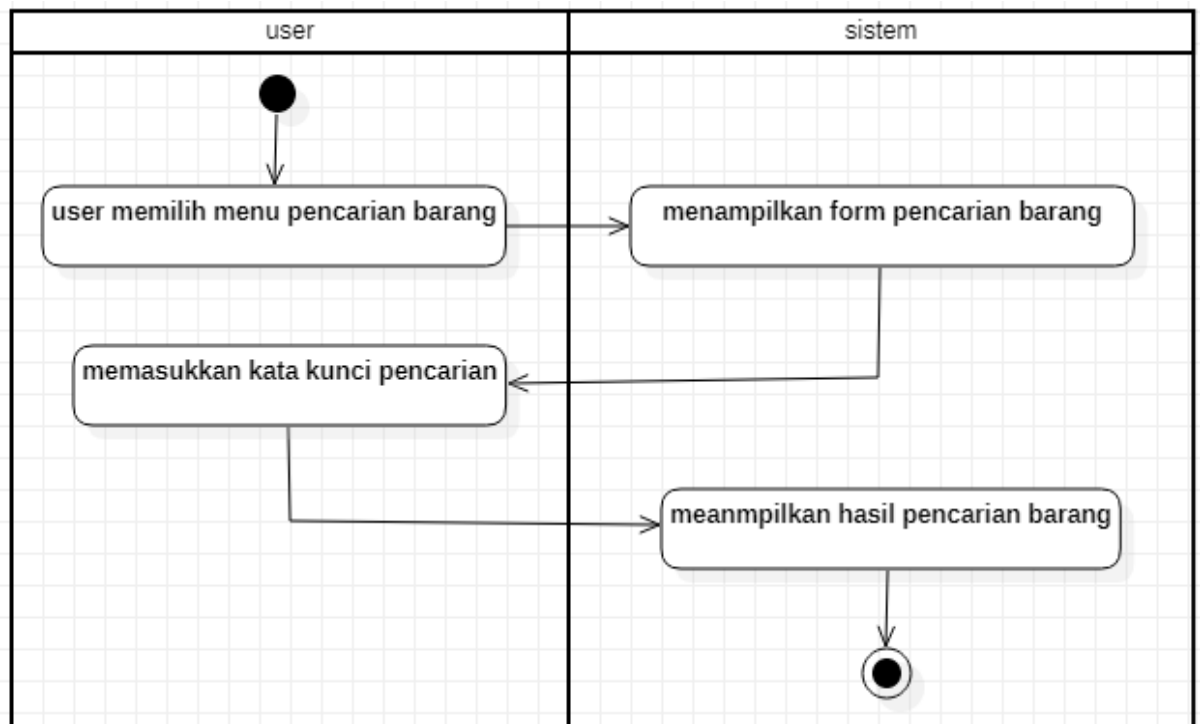 user
sistem
user memilih menu pencarian barang
menampilkan form pencarian barang
memasukkan kata kunci pencarian
meanmpilkan hasil pencarian barang